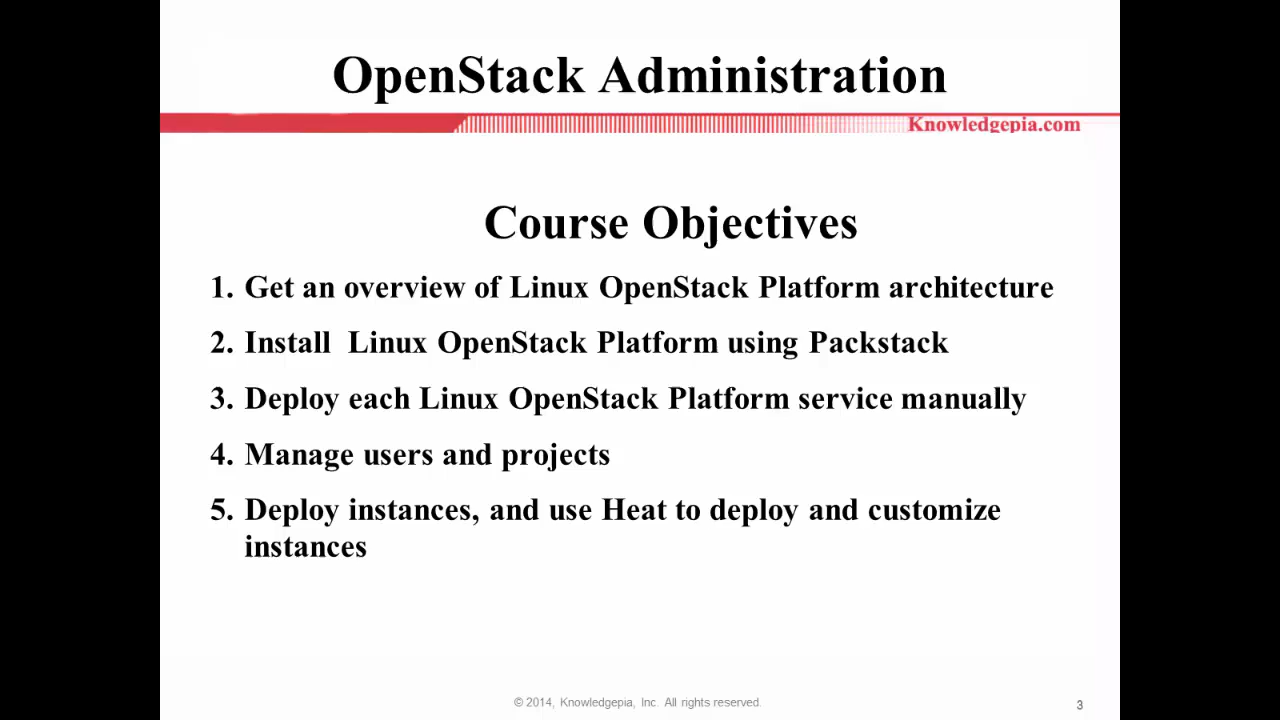 OpenStack Administration
Knowledgepia.com
Course Objectives
1. Get an overview of Linux OpenStack Platform architecture
2. Install  Linux OpenStack Platform using Packstack
3. Deploy each Linux OpenStack Platform service manually
4. Manage users and projects
5. Deploy instances, and use Heat to deploy and customize
instances
© 2014, Knowledgepia, Inc. All rights reserved.
3